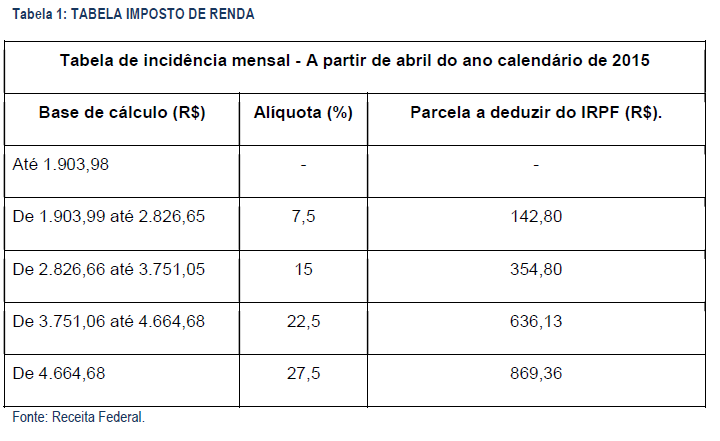 Tabela 1: TABELA IMPOSTO DE RENDA
Tabela de incidência mensal - A partir de abril do ano calendário de 2015
Base de cálculo (R$) Alíquota (%) Parcela a deduzir do IRPF (R$).
Até 1.903,98 - -
De 1.903,99 até 2.826,65 7,5 142,80
De 2.826,66 até 3.751,05 15 354,80
De 3.751,06 até 4.664,68 22,5 636,13
De 4.664,68 27,5 869,36
Fonte: Receita Federal.